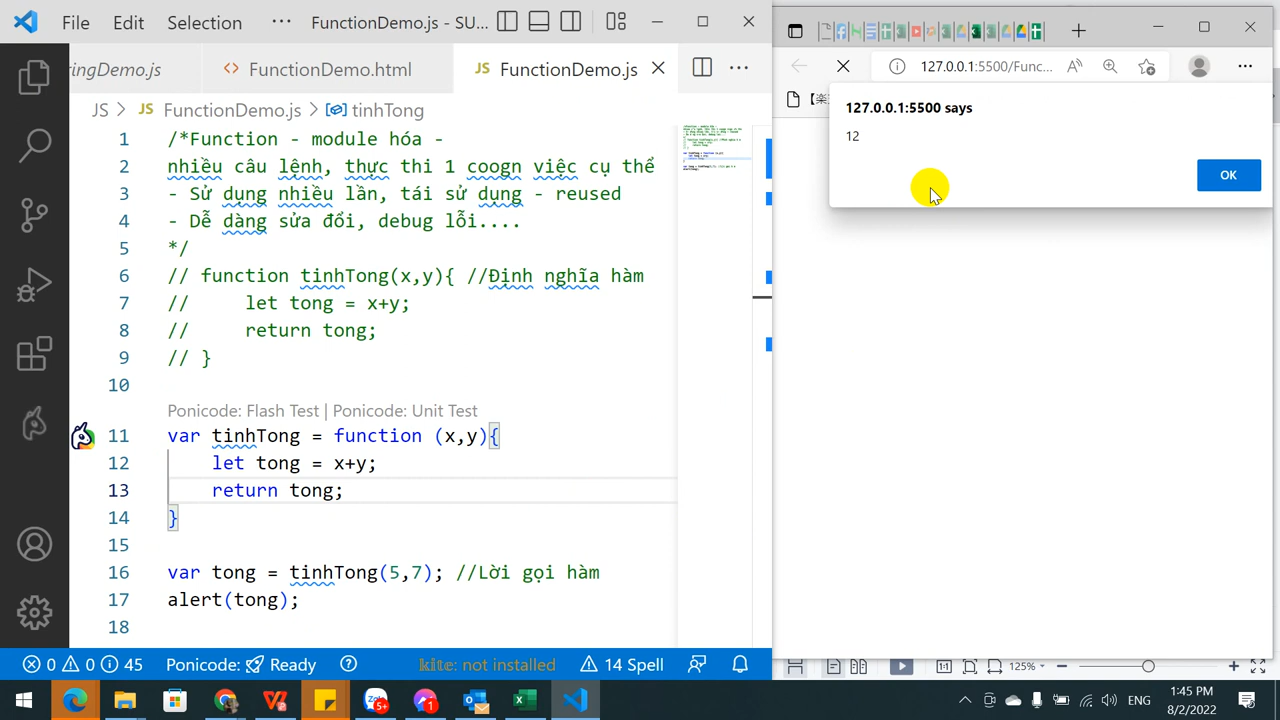 File Edit Selection ··· FunctionDemo.js - SU...
ringDemo.js <> FunctionDemo.html JS FunctionDemo.js
JS > JS FunctionDemo.js > tinhTong
1 /*Function - module hóa -
2 nhiều câu lệnh, thực thi 1 coogn việc cụ thể
3 - Sử dụng nhiều lần, tái sử dụng - reused
4 - Dễ dàng sửa đổi, debug lỗi....
5 */
6 // function tinhTong(x,y){ //Định nghĩa hàm
7 //     let tong = x+y;
8 //     return tong;
9 // }
10
Ponicode: Flash Test | Ponicode: Unit Test
11 var tinhTong = function (x,y){
12     let tong = x+y;
13     return tong;
14 }
15
16 var tong = tinhTong(5,7); //Lời gọi hàm
17 alert(tong);
18
0 0 45 Ponicode: Ready kite: not installed 14 Spell
127.0.0.1:5500/Func...
127.0.0.1:5500 says
12
OK
125%
5+
1
ENG
1:45 PM
8/2/2022